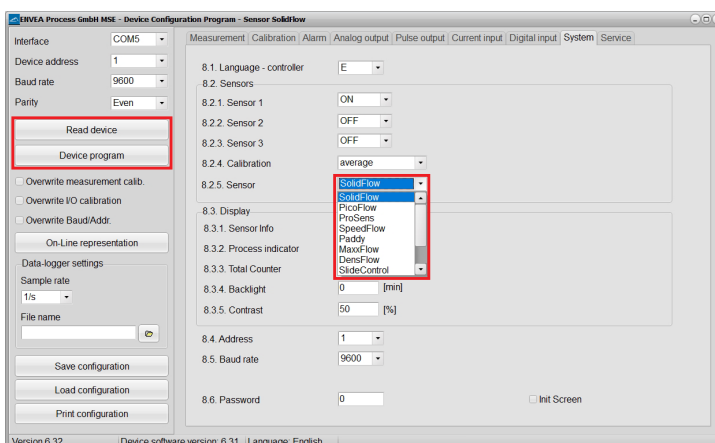 ENVEA Process GmbH MSE - Device Configuration Program - Sensor SolidFlow
Interface COM5
Device address 1
Baud rate 9600
Parity Even
Read device
Device program
Overwrite measurement calib.
Overwrite I/O calibration
Overwrite Baud/Addr.
On-Line representation
Data-logger settings
Sample rate
1/s
File name
Save configuration
Load configuration
Print configuration
Measurement Calibration Alarm Analog output Pulse output Current input Digital input System Service
8.1. Language - controller E
8.2. Sensors
8.2.1. Sensor 1 ON
8.2.2. Sensor 2 OFF
8.2.3. Sensor 3 OFF
8.2.4. Calibration average
8.2.5. Sensor SolidFlow
SolidFlow
PicoFlow
ProSens
SpeedFlow
Paddy
MaxxFlow
DensFlow
SlideControl
8.3. Display
8.3.1. Sensor Info
8.3.2. Process indicator
8.3.3. Total Counter
8.3.4. Backlight 0 [min]
8.3.5. Contrast 50 [%]
8.4. Address 1
8.5. Baud rate 9600
8.6. Password 0 Init Screen
Version 6.32 Device software version: 6.31 Language: English